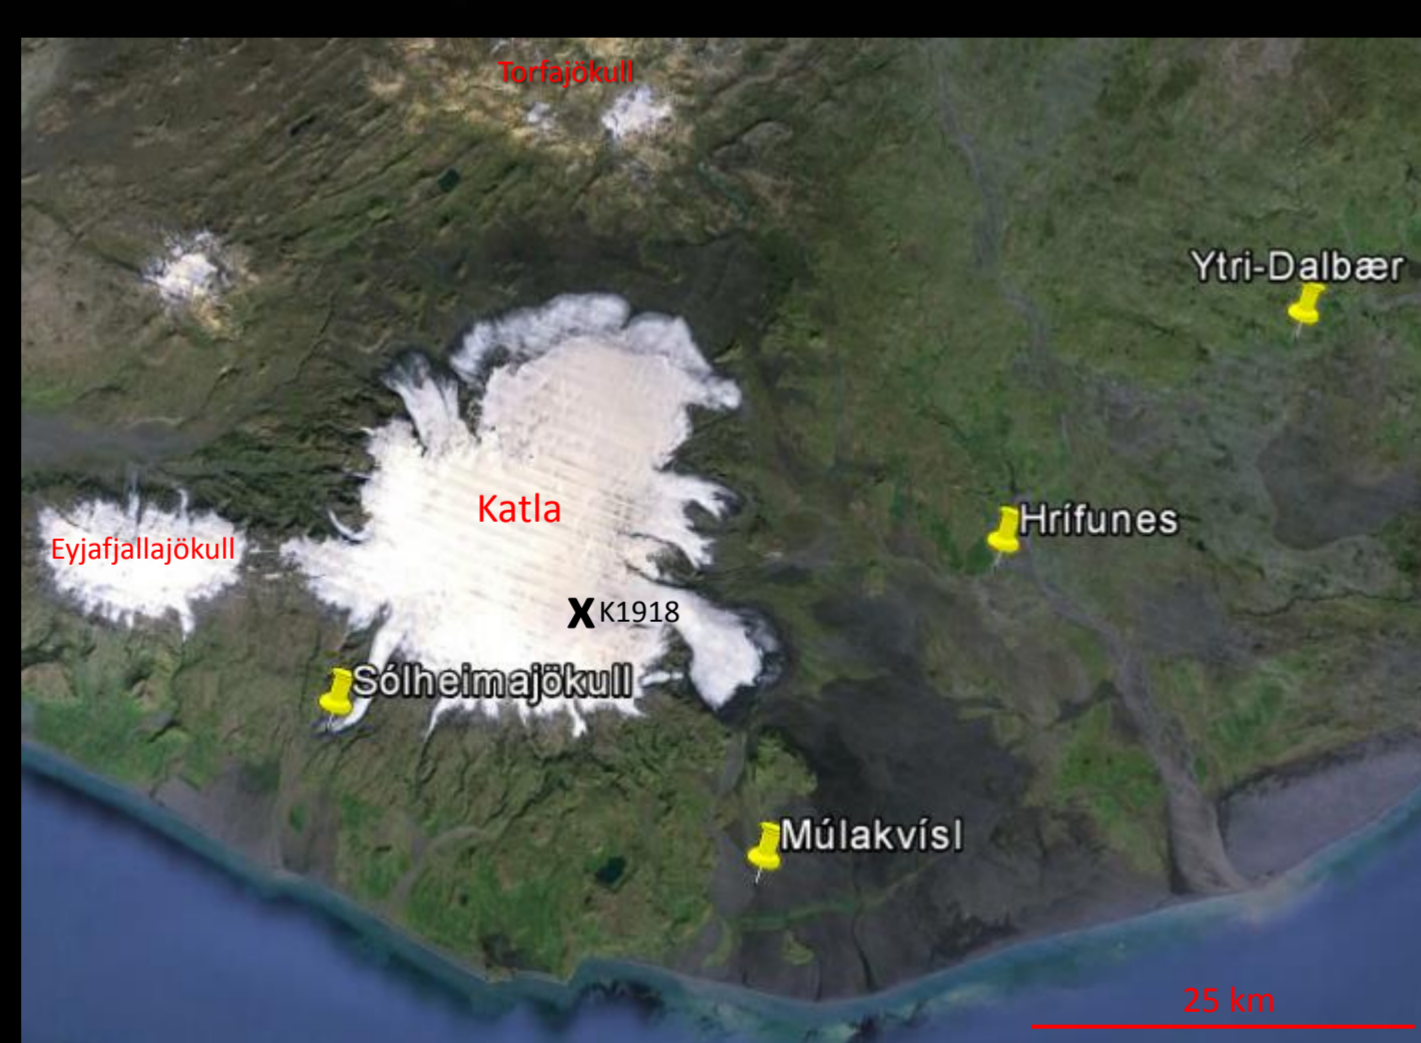 Torfajökull
Ytri-Dalbær
Katla
Hrífunes
Eyjafjallajökull
X K1918
Sólheimajökull
Múlakvísl
25 km